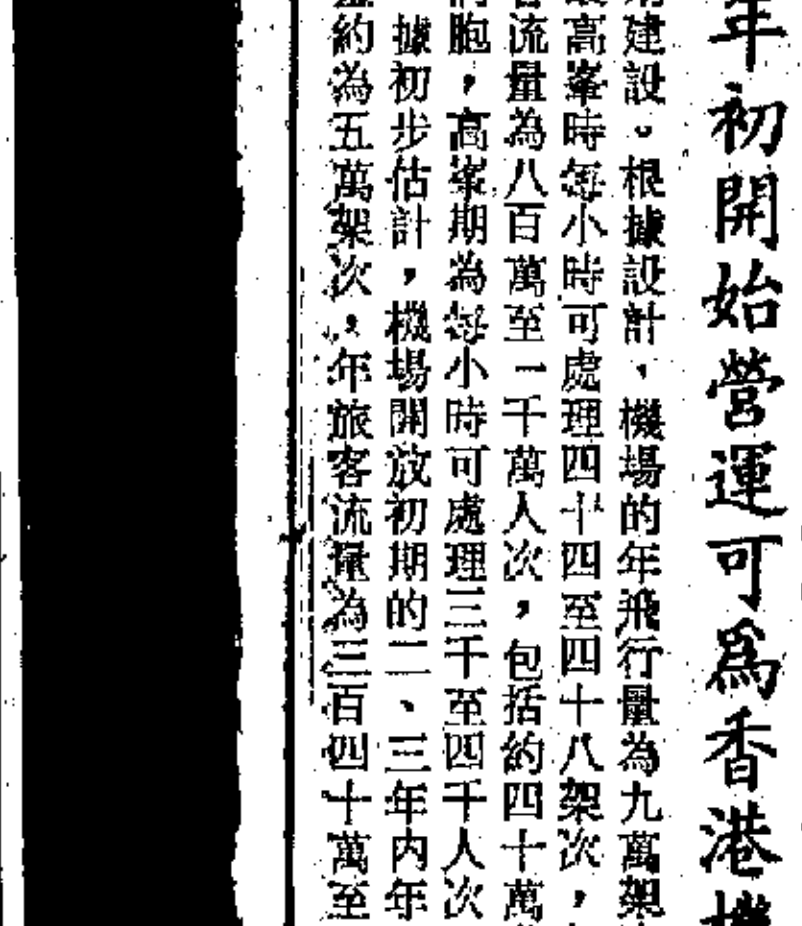 年初開始營運可爲香港機
建設。根據設計，機場的年飛行量為九萬架
高峯時每小時可處理四十四至四十八架次，
流量為八百萬至一千萬人次，包括約四十萬
胞，高峯期為每小時可處理三千至四千人次
據初步估計，機場開放初期的二、三年內年
約為五萬架次，年旅客流量為三百四十萬至